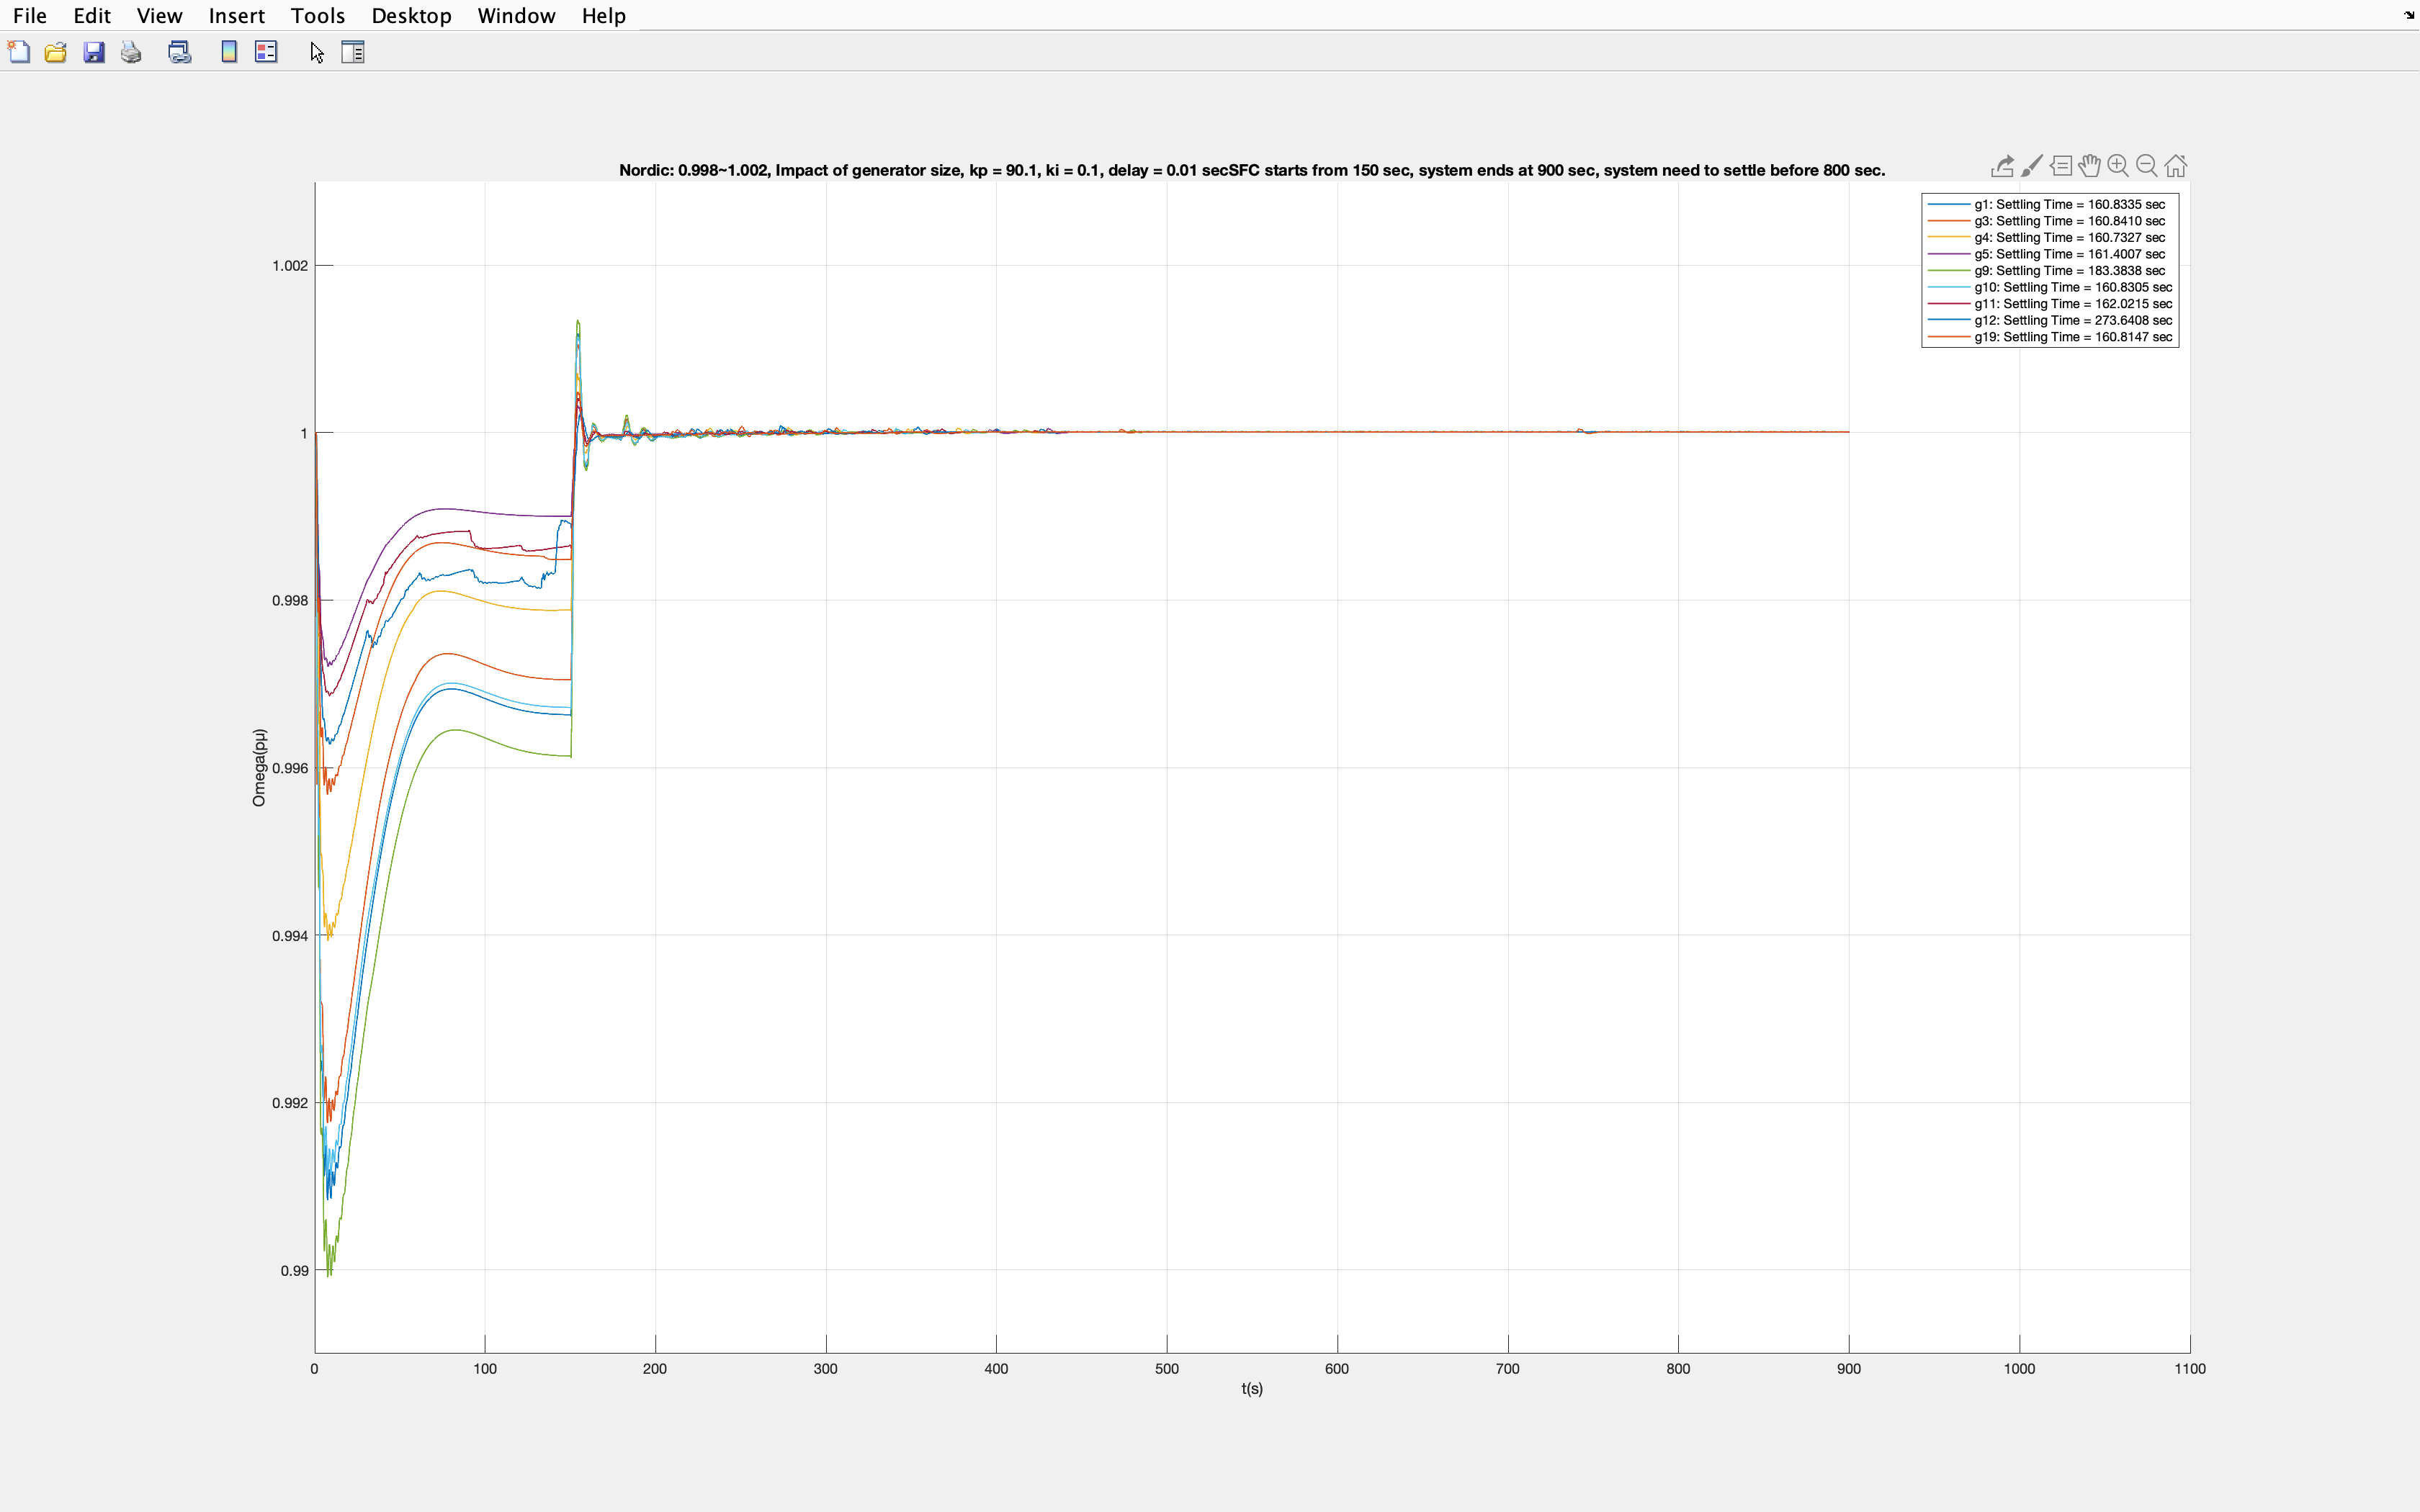 File Edit View Insert Tools Desktop Window Help
Nordic: 0.998~1.002, Impact of generator size, kp = 90.1, ki = 0.1, delay = 0.01 secSFC starts from 150 sec, system ends at 900 sec, system need to settle before 800 sec.
g1: Settling Time = 160.8335 sec
g3: Settling Time = 160.8410 sec
g4: Settling Time = 160.7327 sec
g5: Settling Time = 161.4007 sec
g9: Settling Time = 183.3838 sec
g10: Settling Time = 160.8305 sec
g11: Settling Time = 162.0215 sec
g12: Settling Time = 273.6408 sec
g19: Settling Time = 160.8147 sec
1.002
1
0.998
0.996
0.994
0.992
0.99
Omega(pμ)
0 100 200 300 400 500 600 700 800 900 1000 1100
t(s)